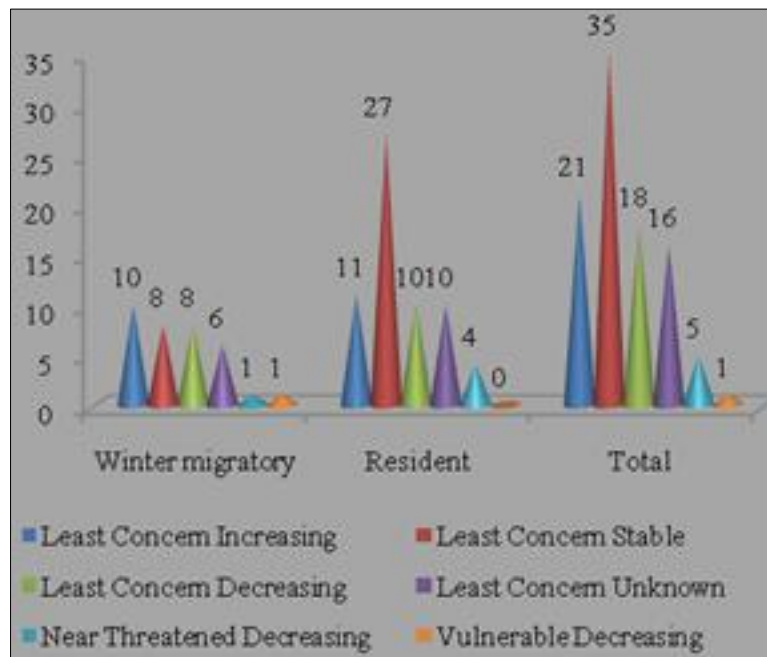 35
35
30
27
25
21
20
18
16
15
10
8
8
6
1
1
11
10
10
4
0
5
1
10
5
0
Winter migratory
Resident
Total
Least Concern Increasing
Least Concern Stable
Least Concern Decreasing
Least Concern Unknown
Near Threatened Decreasing
Vulnerable Decreasing